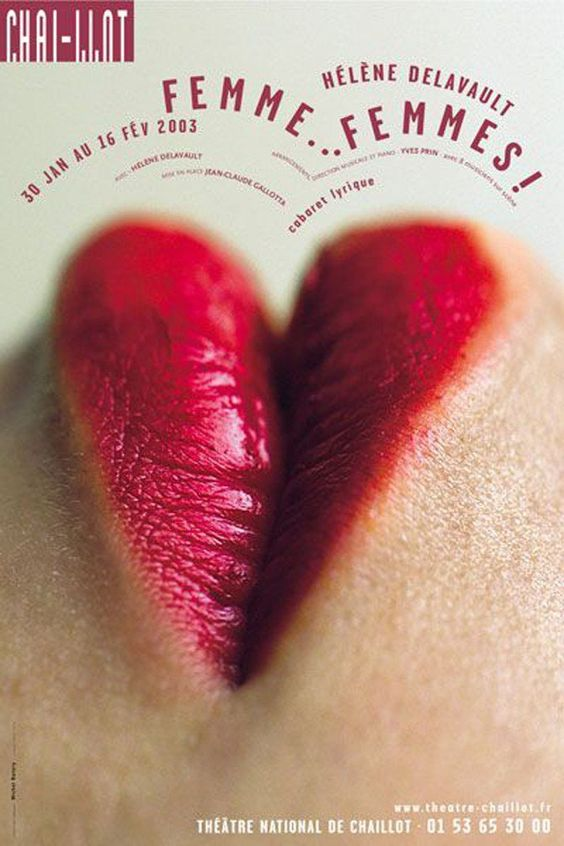 CHAI-LLOT
HÉLÈNE DELAVAULT
FEMME...FEMMES!
30 JAN AU 16 FÉV 2003
AVEC · HÉLÈNE DELAVAULT
MISE EN PLACE JEAN-CLAUDE GALLOTTA
ARRANGEMENTS, DIRECTION MUSICALE ET PIANO · YVES PRIN · avec 8 musiciens sur scène
cabaret lyrique
Michel Batory
www.theatre-chaillot.fr
THÉÂTRE NATIONAL DE CHAILLOT · 01 53 65 30 00